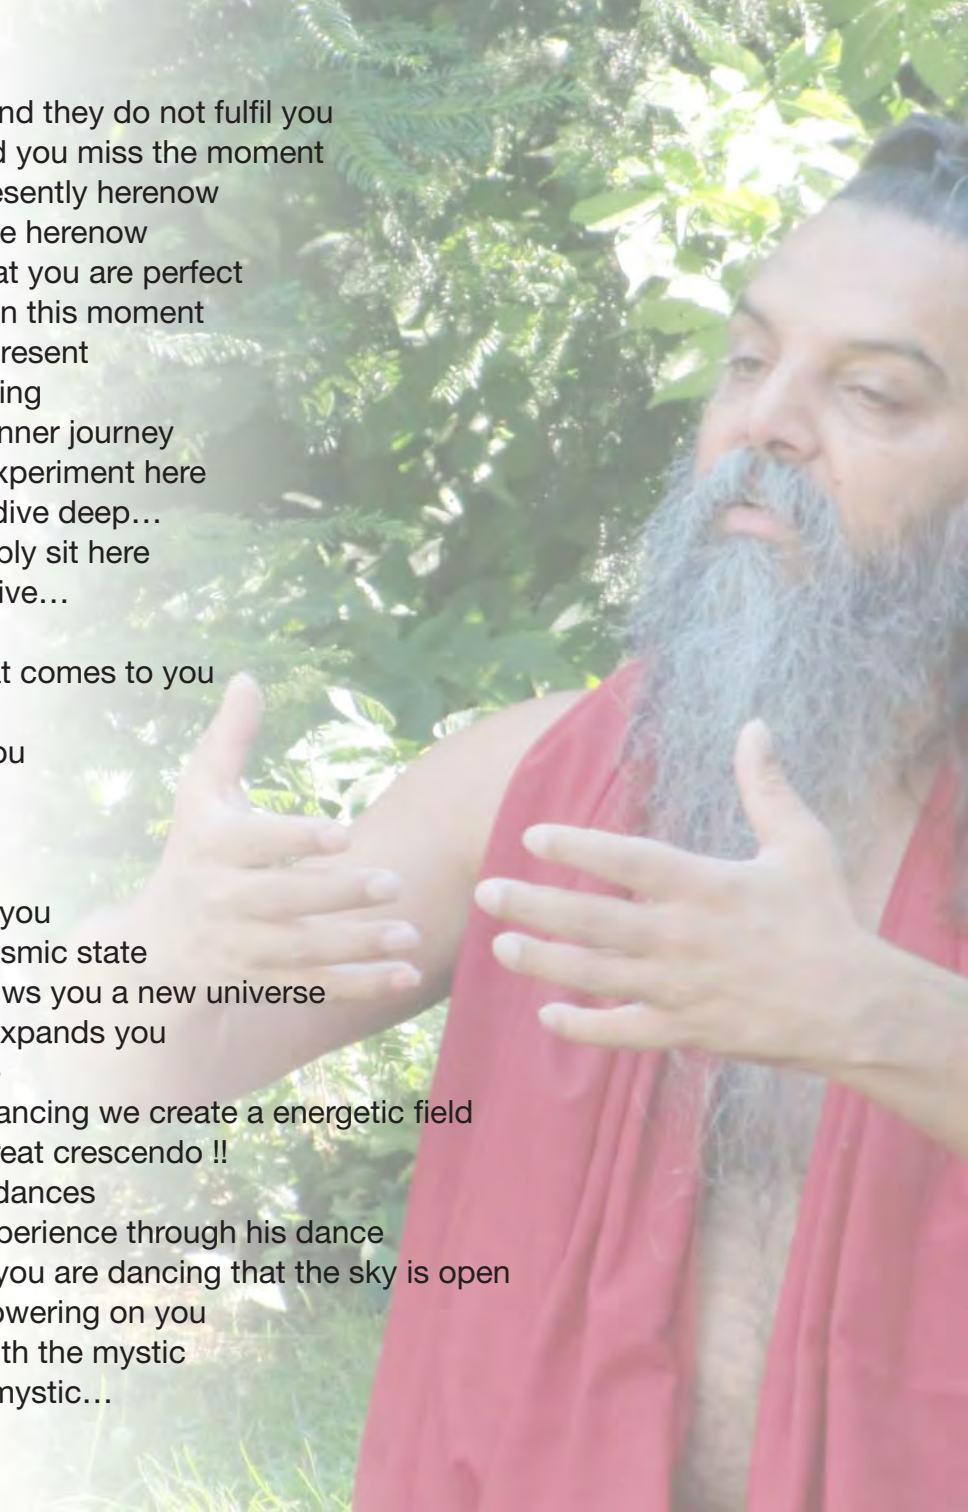 nd they do not fulfil you
d you miss the moment
esently herenow
e herenow
at you are perfect
n this moment
resent
ing
nner journey
xperiment here
dive deep…
ply sit here
ive…
t comes to you
ou
you
smic state
ws you a new universe
xpands you
ancing we create a energetic field
reat crescendo !!
dances
perience through his dance
you are dancing that the sky is open
owering on you
th the mystic
mystic…